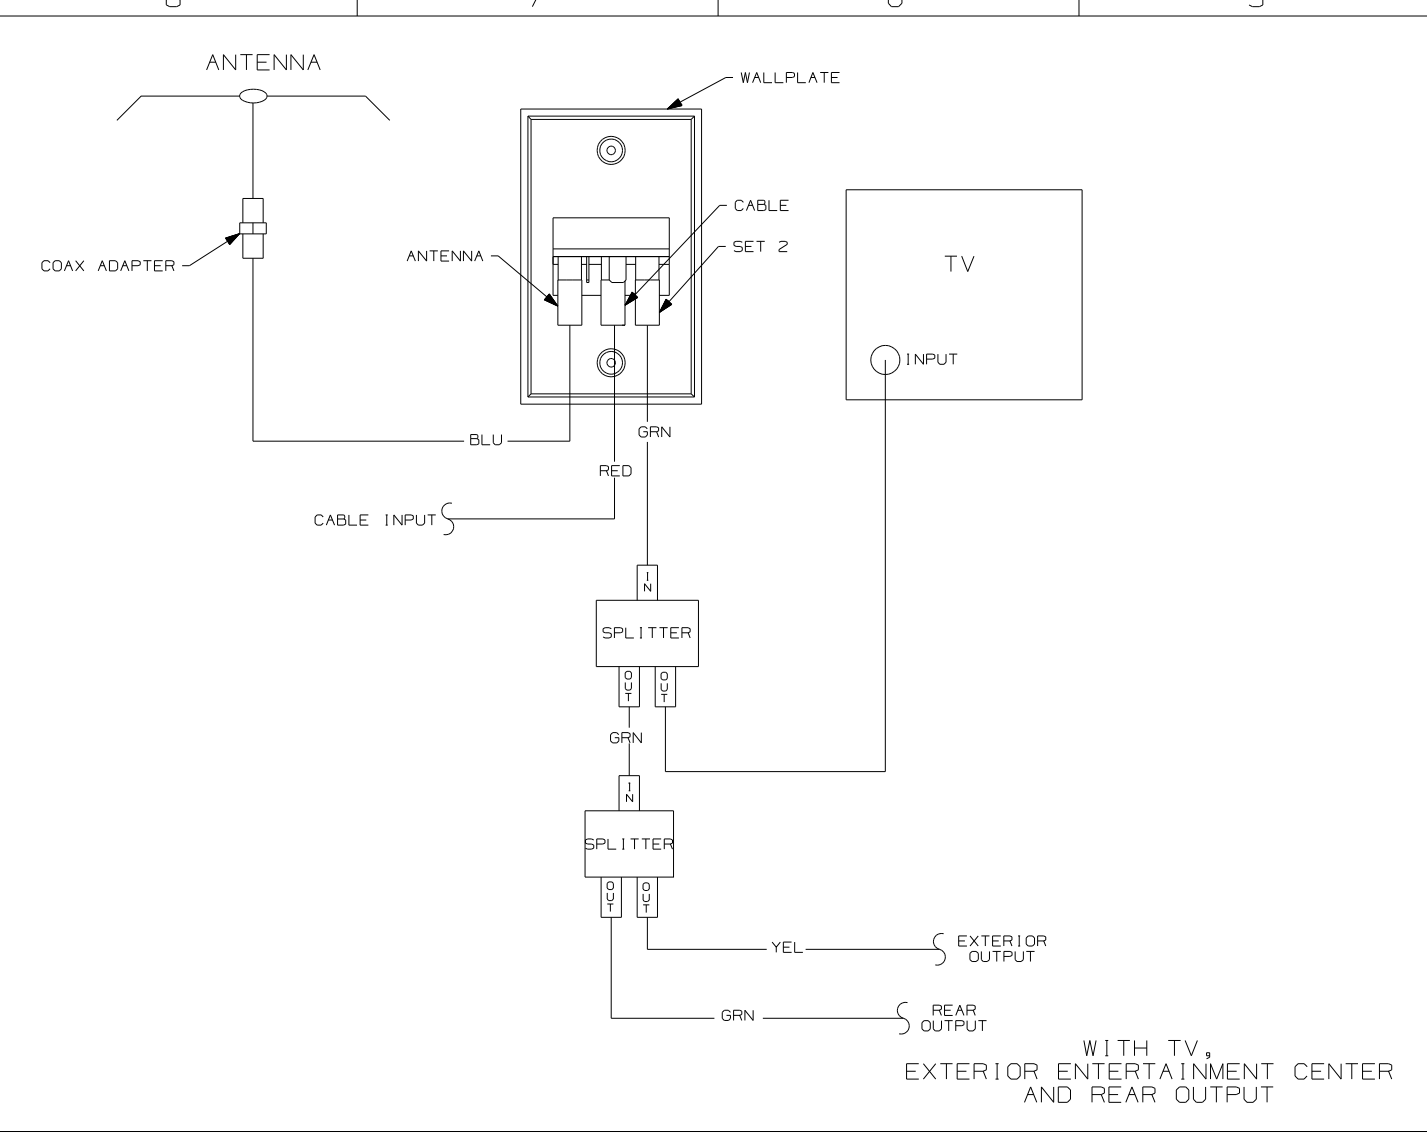 ANTENNA
WALLPLATE
CABLE
SET 2
ANTENNA
COAX ADAPTER
TV
INPUT
BLU
GRN
RED
CABLE INPUT
IN
SPLITTER
OUT
OUT
GRN
IN
SPLITTER
OUT
OUT
YEL
EXTERIOR
OUTPUT
GRN
REAR
OUTPUT
WITH TV,
EXTERIOR ENTERTAINMENT CENTER
AND REAR OUTPUT